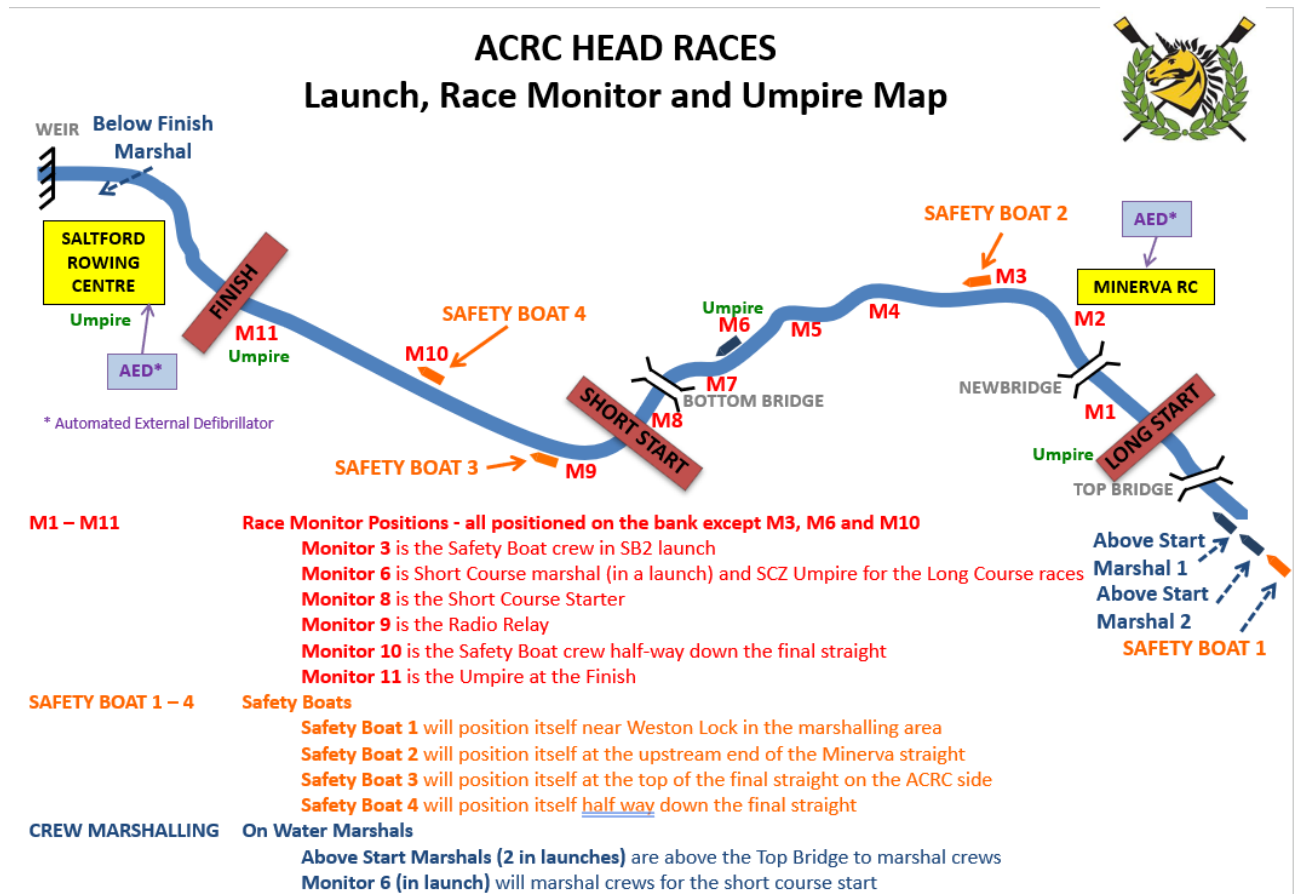 ACRC HEAD RACES
Launch, Race Monitor and Umpire Map
WEIR
Below Finish
Marshal
SALTFORD
ROWING
CENTRE
Umpire
AED*
* Automated External Defibrillator
FINISH
M11
Umpire
SAFETY BOAT 4
M10
SAFETY BOAT 3
M9
SHORT START
M8
BOTTOM BRIDGE
M7
Umpire
M6
M5
M4
SAFETY BOAT 2
M3
AED*
MINERVA RC
M2
NEWBRIDGE
M1
LONG START
Umpire
TOP BRIDGE
Above Start
Marshal 1
Above Start
Marshal 2
SAFETY BOAT 1
M1 – M11 Race Monitor Positions - all positioned on the bank except M3, M6 and M10
Monitor 3 is the Safety Boat crew in SB2 launch
Monitor 6 is Short Course marshal (in a launch) and SCZ Umpire for the Long Course races
Monitor 8 is the Short Course Starter
Monitor 9 is the Radio Relay
Monitor 10 is the Safety Boat crew half-way down the final straight
Monitor 11 is the Umpire at the Finish
SAFETY BOAT 1 – 4 Safety Boats
Safety Boat 1 will position itself near Weston Lock in the marshalling area
Safety Boat 2 will position itself at the upstream end of the Minerva straight
Safety Boat 3 will position itself at the top of the final straight on the ACRC side
Safety Boat 4 will position itself half way down the final straight
CREW MARSHALLING On Water Marshals
Above Start Marshals (2 in launches) are above the Top Bridge to marshal crews
Monitor 6 (in launch) will marshal crews for the short course start